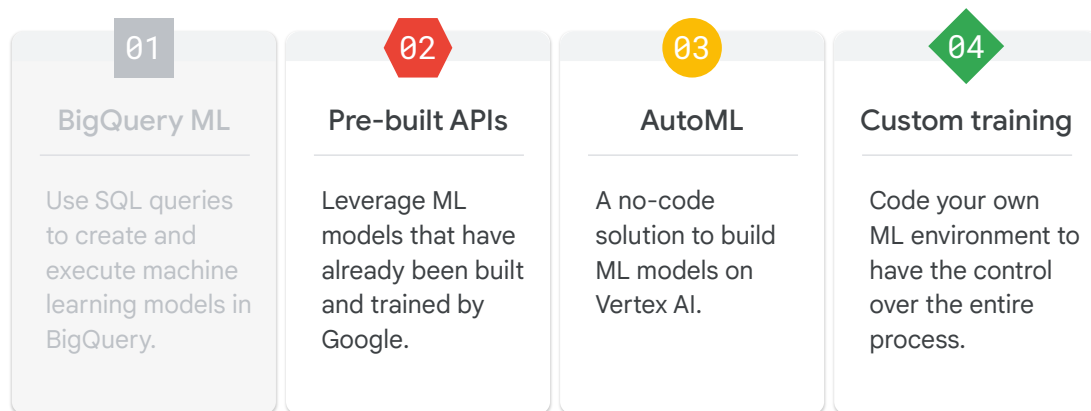 01
BigQuery ML
Use SQL queries
to create and
execute machine
learning models in
BigQuery.
02
Pre-built APIs
Leverage ML
models that have
already been built
and trained by
Google.
03
AutoML
A no-code
solution to build
ML models on
Vertex AI.
04
Custom training
Code your own
ML environment to
have the control
over the entire
process.